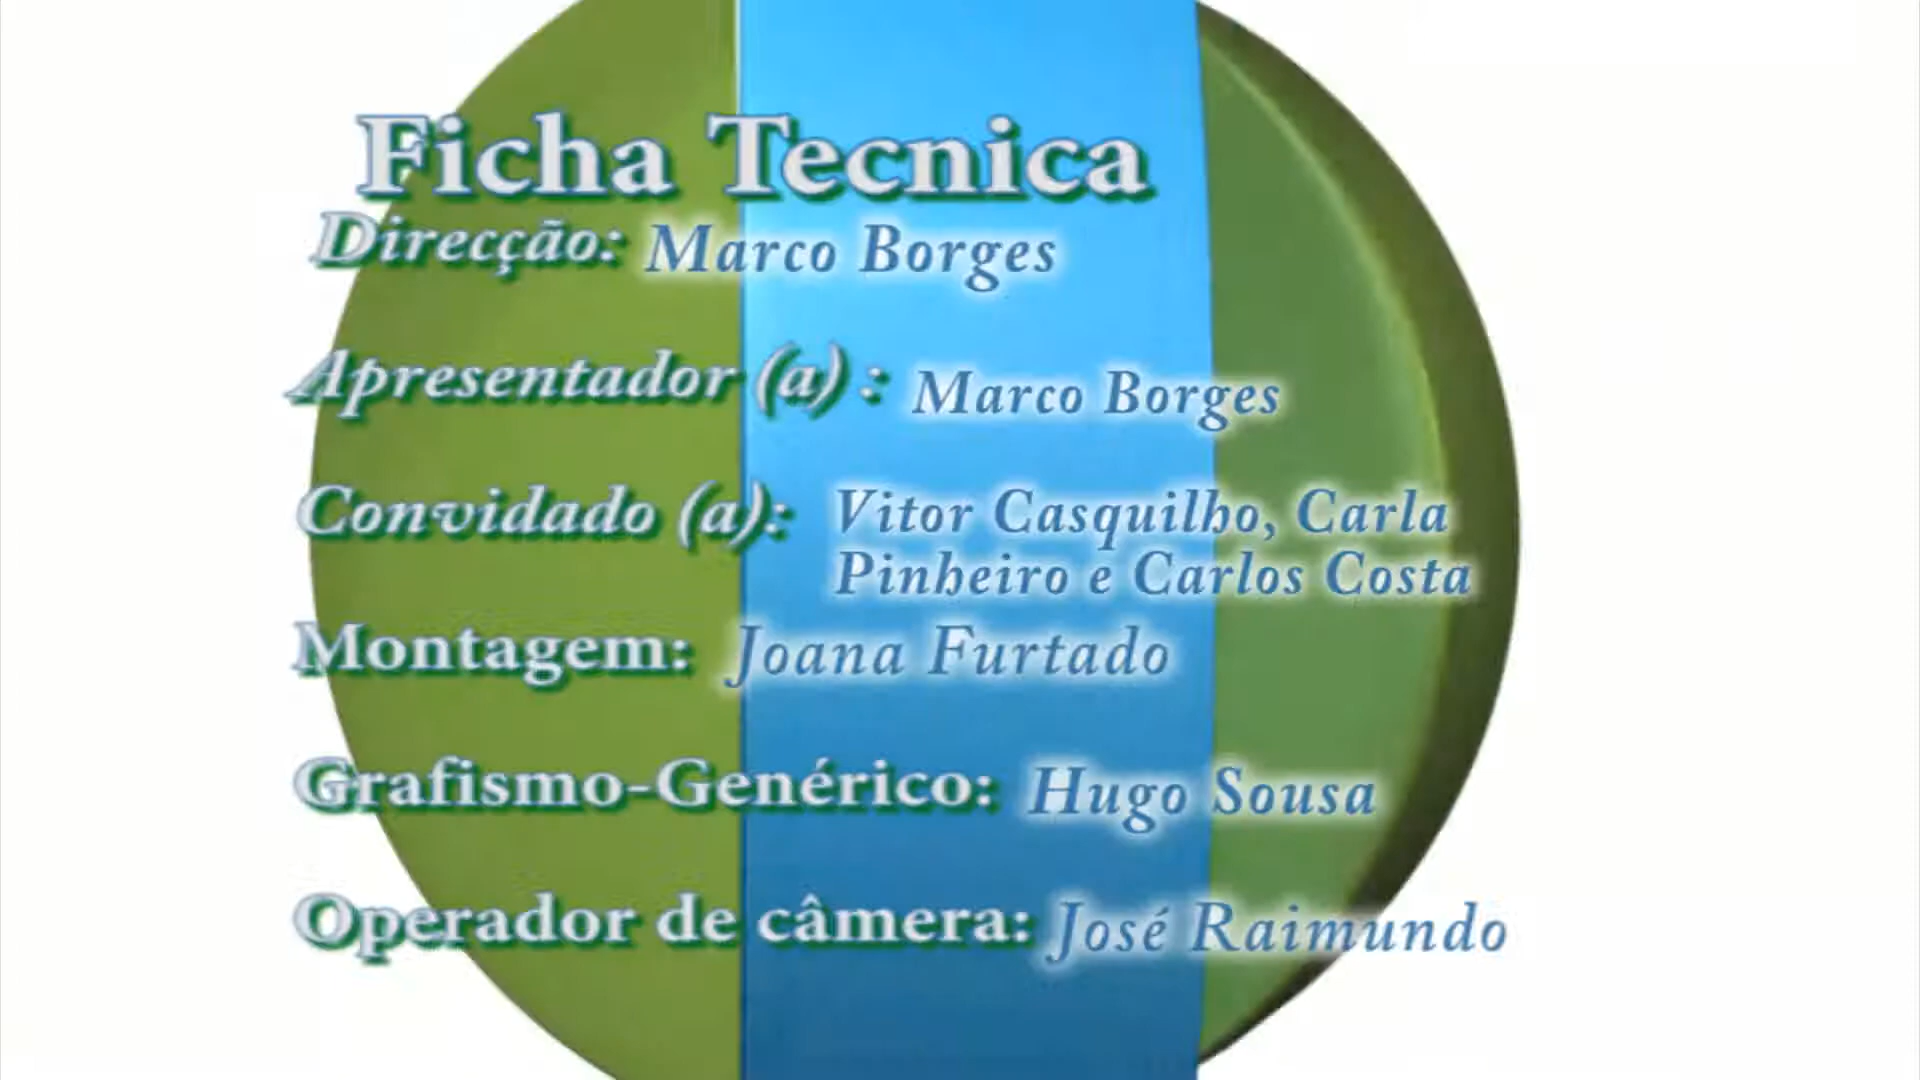 Ficha Tecnica
Direcção: Marco Borges
Apresentador (a) : Marco Borges
Convidado (a): Vitor Casquilho, Carla
Pinheiro e Carlos Costa
Montagem: Joana Furtado
Grafismo-Genérico: Hugo Sousa
Operador de câmera: José Raimundo